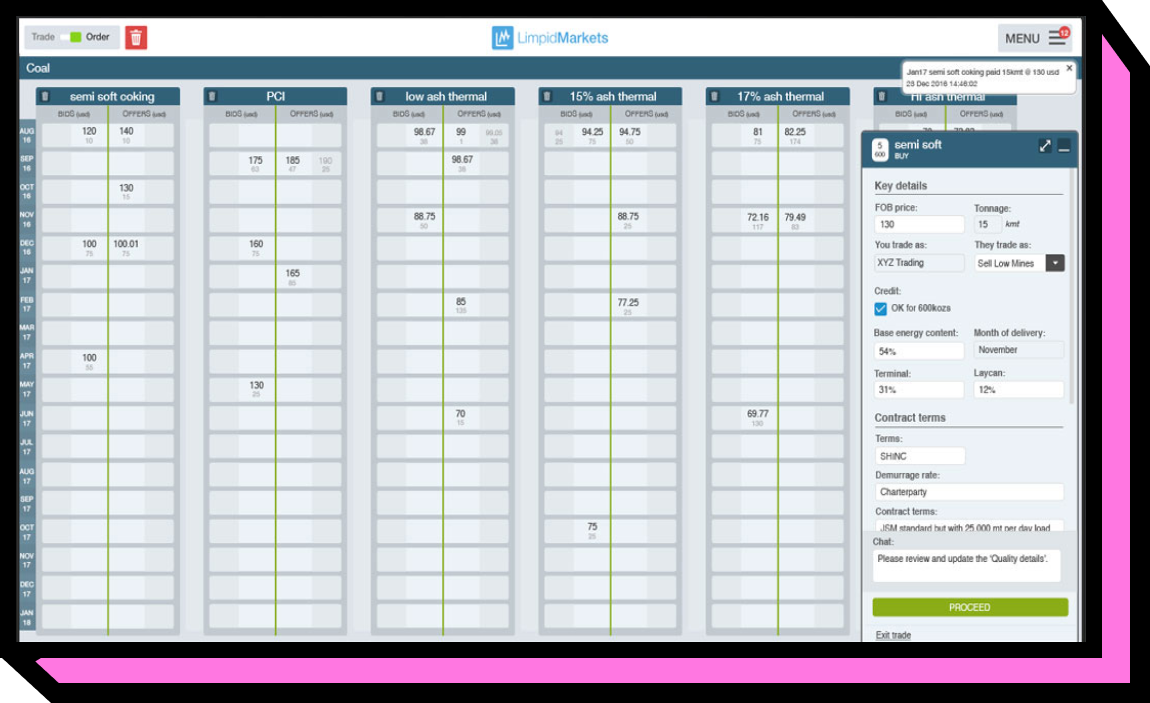 Trade Order LimpidMarkets MENU 12
Coal
Jan17 semi soft coking paid 15kmt @ 130 usd
23 Dec 2016 14:46:02
semi soft coking PCI low ash thermal 15% ash thermal 17% ash thermal Hi ash thermal
BIDS (usd) OFFERS (usd) BIDS (usd) OFFERS (usd) BIDS (usd) OFFERS (usd) BIDS (usd) OFFERS (usd) BIDS (usd) OFFERS (usd) BIDS (usd) OFFERS (usd)
AUG 120 140 98.67 99 99.05 94 94.25 94.75 81 82.25
16 10 10 38 1 38 25 75 50 75 174
SEP 175 185 190 98.67
16 62 47 25 38
OCT 130
16 15
NOV 88.75 88.75 72.16 79.49
16 50 25 117 83
DEC 100 100.01 160
16 75 75 75
JAN 165
17 85
FEB 85 77.25
17 135 25
MAR
17
APR 100
17 55
MAY 130
17 25
JUN 70 69.77
17 15 130
JUL
17
AUG
17
SEP
17
OCT 75
17 25
NOV
17
DEC
17
JAN
18
5 semi soft
600 BUY
Key details
FOB price: Tonnage:
130 15 kmt
You trade as: They trade as:
XYZ Trading Sell Low Mines
Credit:
OK for 600kozs
Base energy content: Month of delivery:
54% November
Terminal: Laycan:
31% 12%
Contract terms
Terms:
SHINC
Demurrage rate:
Charterparty
Contract terms:
JSM standard but with 25 000 mt per day load
Chat:
Please review and update the 'Quality details'.
PROCEED
Exit trade